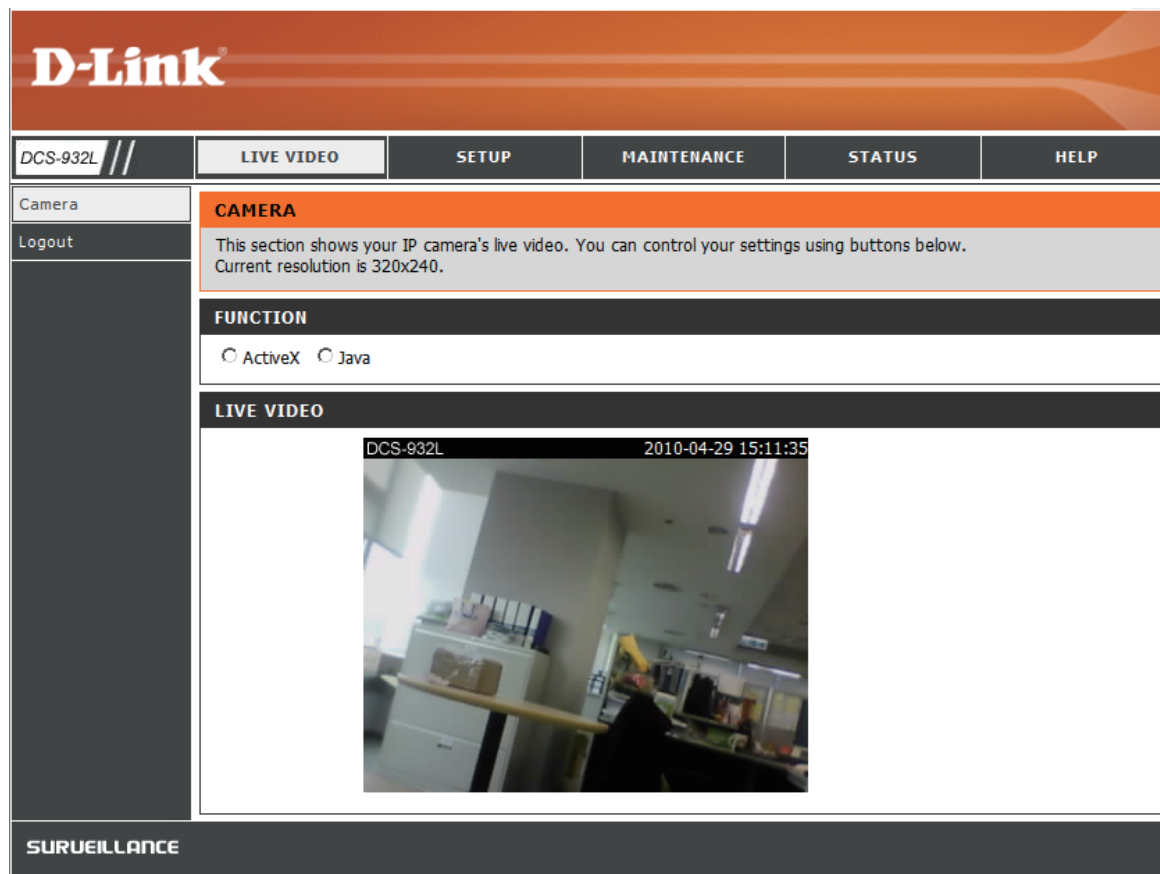 D-Link®
DCS-932L
LIVE VIDEO
SETUP
MAINTENANCE
STATUS
HELP
Camera
Logout
CAMERA
This section shows your IP camera's live video. You can control your settings using buttons below.
Current resolution is 320x240.
FUNCTION
ActiveX
Java
LIVE VIDEO
DCS-932L
2010-04-29 15:11:35
SURVEILLANCE